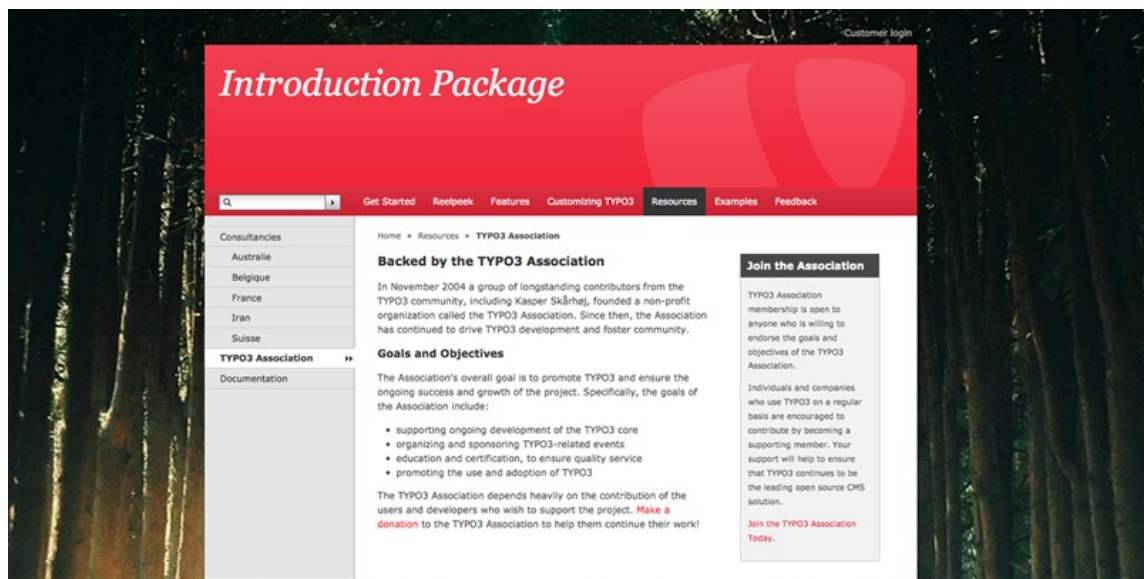 Customer login
Introduction Package
Get Started Reelpeek Features Customizing TYPO3 Resources Examples Feedback
Consultancies
Australie
Belgique
France
Iran
Suisse
TYPO3 Association
Documentation
Home » Resources » TYPO3 Association
Backed by the TYPO3 Association
In November 2004 a group of longstanding contributors from the
TYPO3 community, including Kasper Skårhøj, founded a non-profit
organization called the TYPO3 Association. Since then, the Association
has continued to drive TYPO3 development and foster community.
Goals and Objectives
The Association's overall goal is to promote TYPO3 and ensure the
ongoing success and growth of the project. Specifically, the goals of
the Association include:
• supporting ongoing development of the TYPO3 core
• organizing and sponsoring TYPO3-related events
• education and certification, to ensure quality service
• promoting the use and adoption of TYPO3
The TYPO3 Association depends heavily on the contribution of the
users and developers who wish to support the project. Make a
donation to the TYPO3 Association to help them continue their work!
Join the Association
TYPO3 Association
membership is open to
anyone who is willing to
endorse the goals and
objectives of the TYPO3
Association.
Individuals and companies
who use TYPO3 on a regular
basis are encouraged to
contribute by becoming a
supporting member. Your
support will help to ensure
that TYPO3 continues to be
the leading open source CMS
solution.
Join the TYPO3 Association
Today.